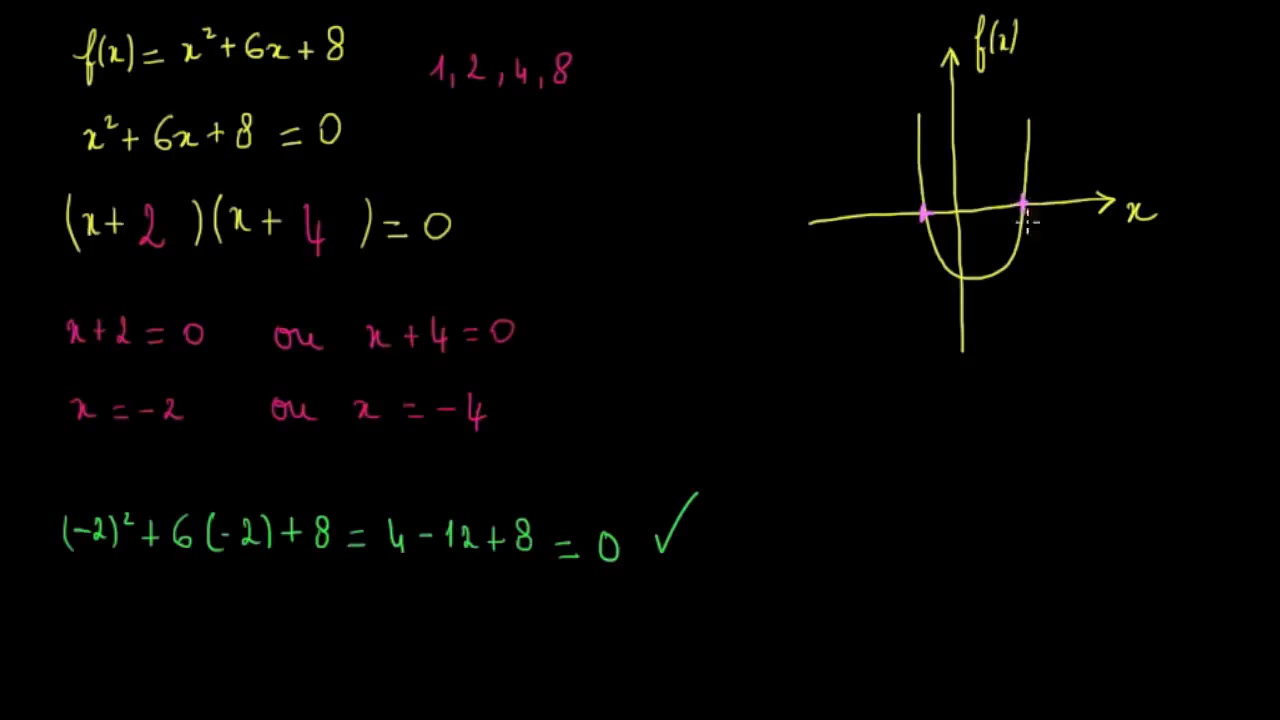 f(x) = x² + 6x + 8
1, 2, 4, 8
x² + 6x + 8 = 0
(x + 2 )(x + 4 ) = 0
x + 2 = 0 ou x + 4 = 0
x = -2 ou x = -4
(-2)² + 6(-2) + 8 = 4 - 12 + 8 = 0 ✓
f(x)
x